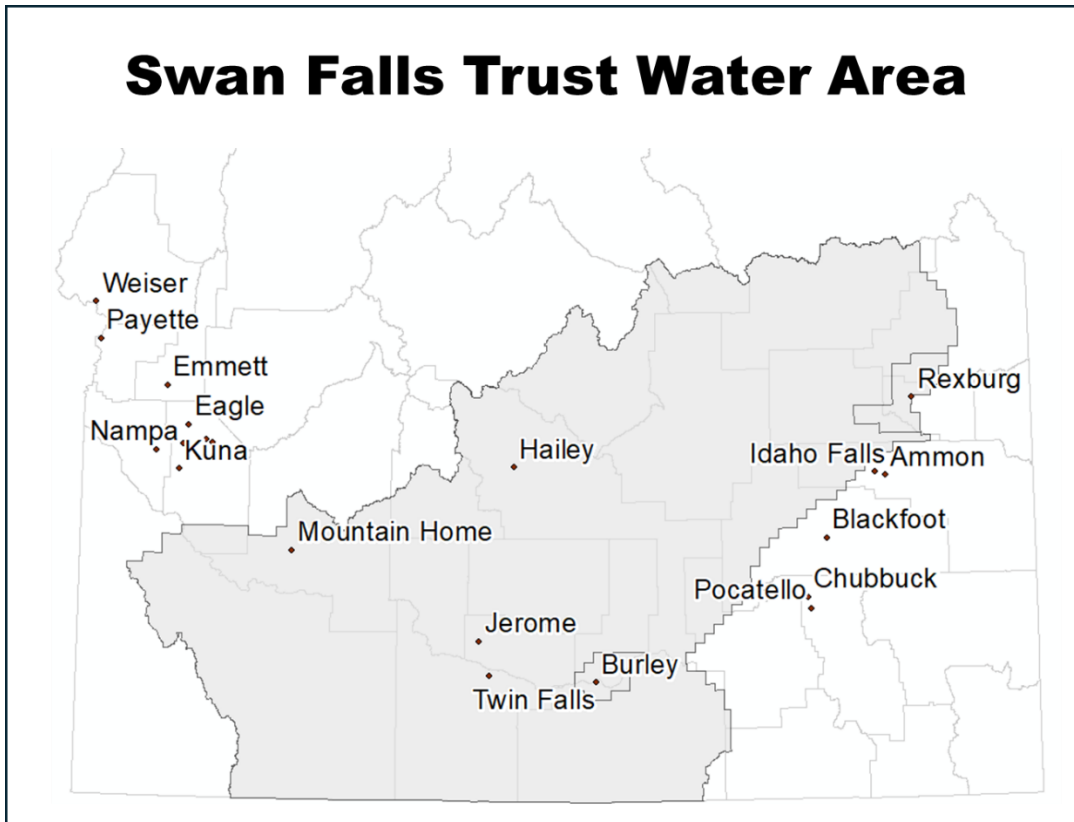 Swan Falls Trust Water Area
Weiser
Payette
Emmett
Eagle
Nampa
Kuna
Rexburg
Hailey
Idaho Falls
Ammon
Blackfoot
Mountain Home
Pocatello
Chubbuck
Jerome
Burley
Twin Falls